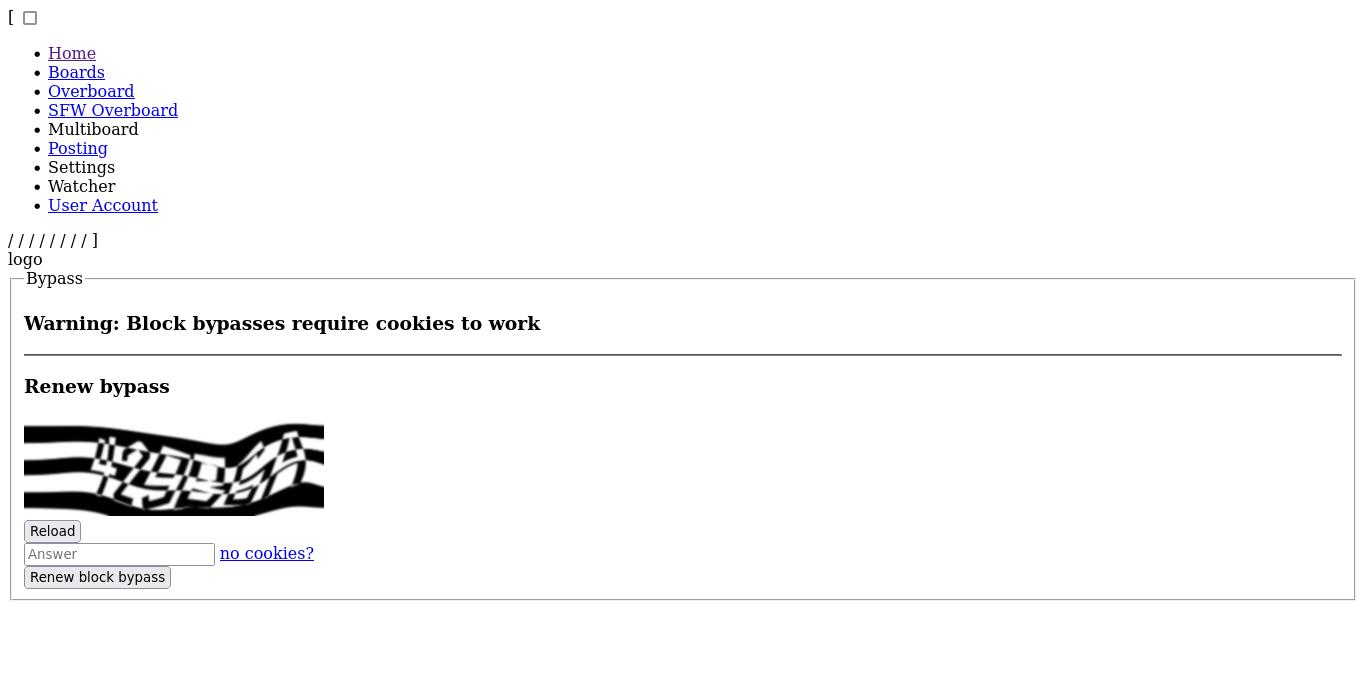 [
Home
Boards
Overboard
SFW Overboard
Multiboard
Posting
Settings
Watcher
User Account
/ / / / / / / / ]
logo
Bypass
Warning: Block bypasses require cookies to work
Renew bypass
Reload
Answer no cookies?
Renew block bypass